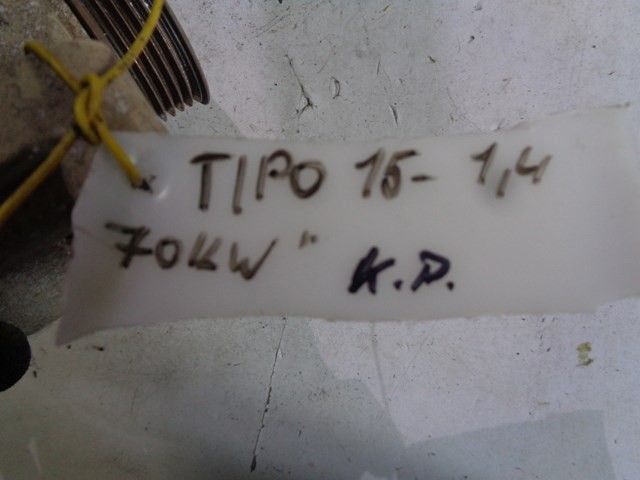 TIPO 15- 1,4
70KW " K.D.